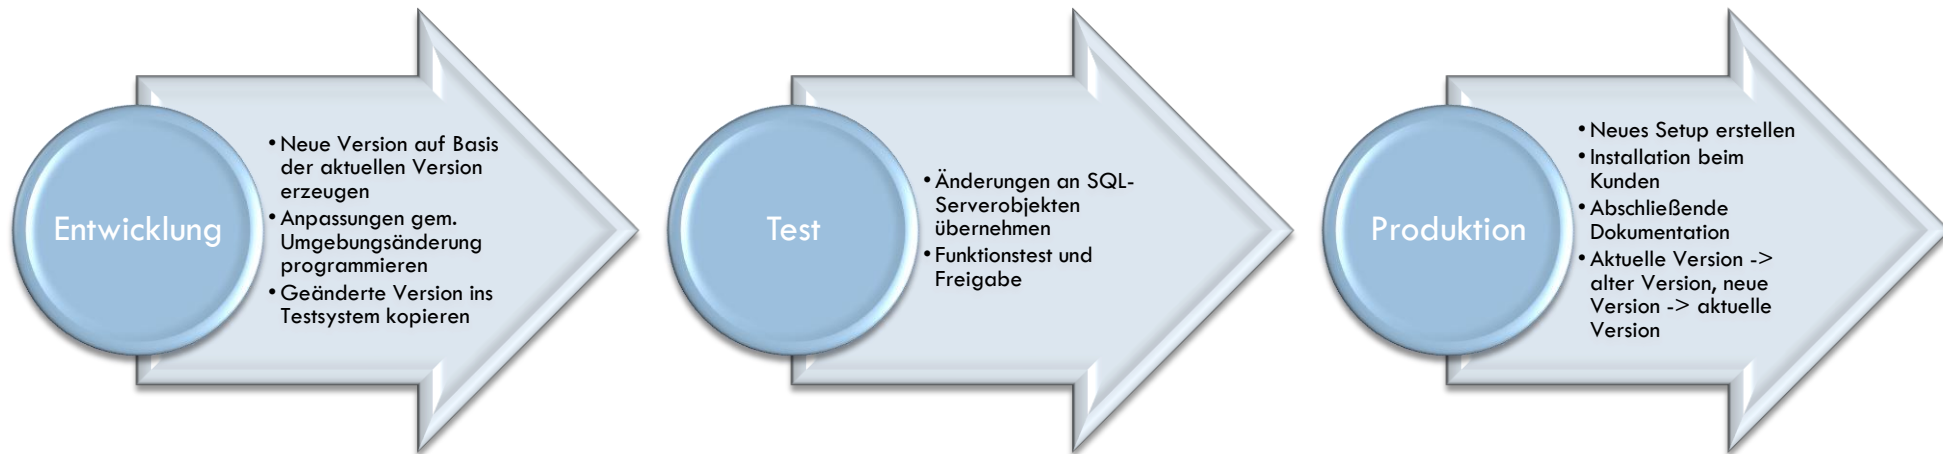 Entwicklung
• Neue Version auf Basis
der aktuellen Version
erzeugen
• Anpassungen gem.
Umgebungsänderung
programmieren
• Geänderte Version ins
Testsystem kopieren
Test
• Änderungen an SQL-
Serverobjekten
übernehmen
• Funktionstest und
Freigabe
Produktion
• Neues Setup erstellen
• Installation beim
Kunden
• Abschließende
Dokumentation
• Aktuelle Version ->
alter Version, neue
Version -> aktuelle
Version